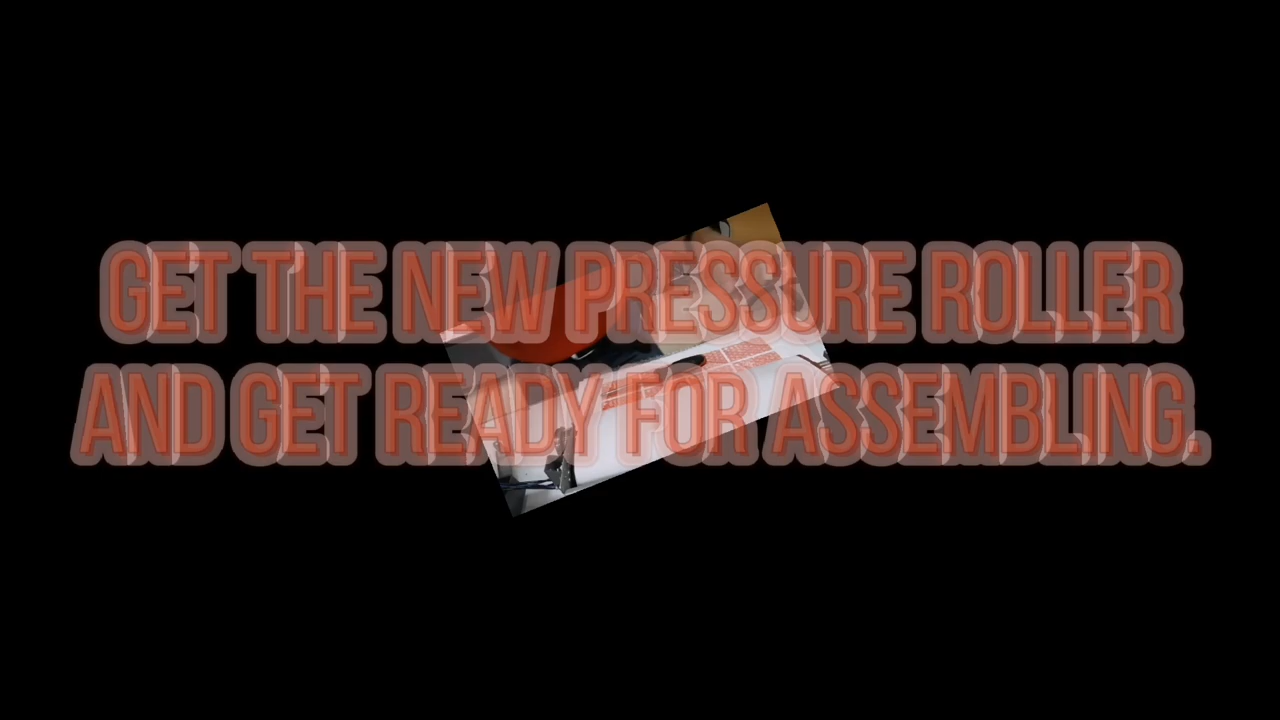 GET THE NEW PRESSURE ROLLER
AND GET READY FOR ASSEMBLING.